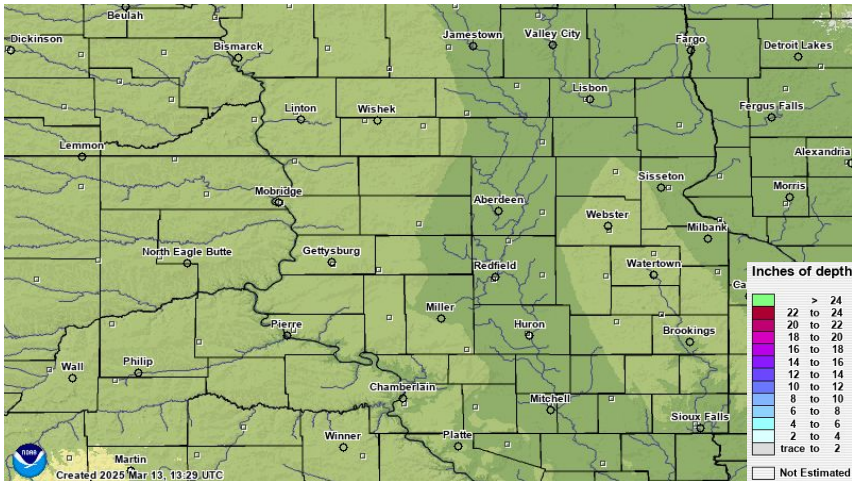 Beulah
Dickinson
Bismarck
Jamestown
Valley City
Fargo
Detroit Lakes
Linton
Wishek
Lisbon
Fergus Falls
Lemmon
Alexandria
Mobridge
Aberdeen
Sisseton
Morris
Webster
Milbank
North Eagle Butte
Gettysburg
Redfield
Watertown
Ca
Miller
Pierre
Huron
Brookings
Wall
Philip
Chamberlain
Mitchell
Sioux Falls
Winner
Platte
Martin
Inches of depth
> 24
22 to 24
20 to 22
18 to 20
16 to 18
14 to 16
12 to 14
10 to 12
8 to 10
6 to 8
4 to 6
2 to 4
trace to 2
Not Estimated
noaa
Created 2025 Mar 13, 13:29 UTC